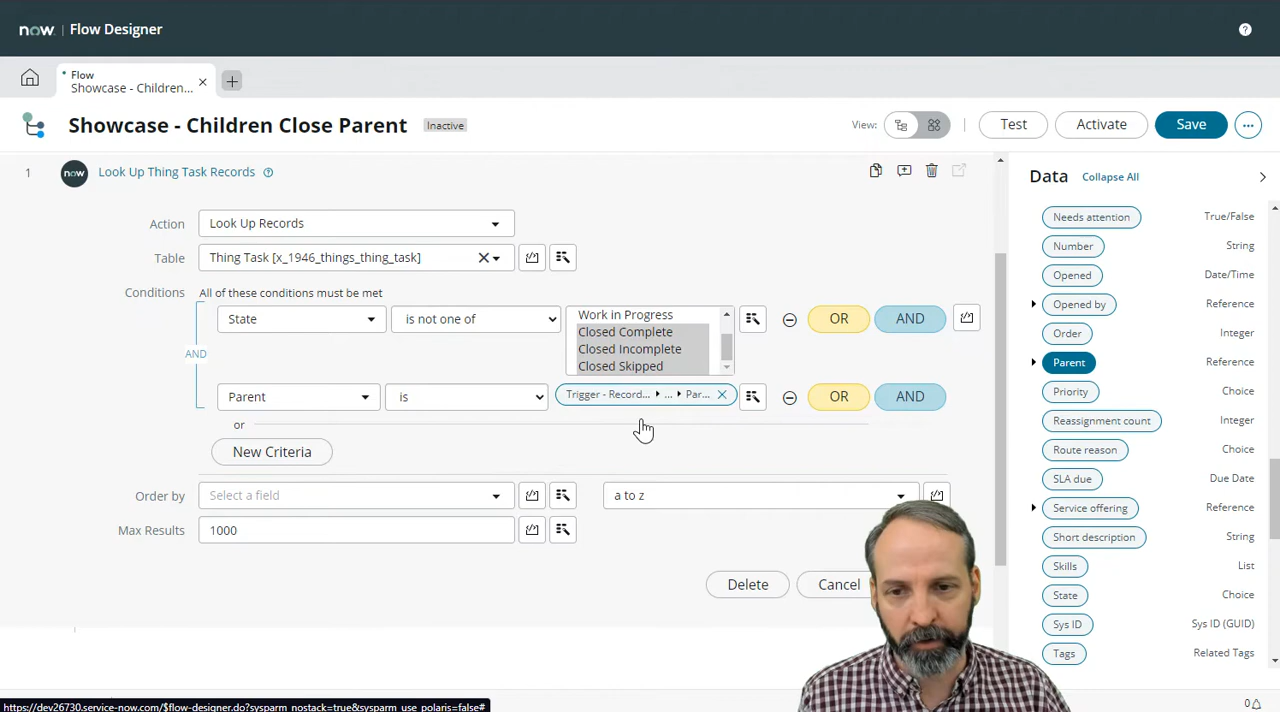 now. | Flow Designer
* Flow
Showcase - Children...
Showcase - Children Close Parent Inactive
View: Test Activate Save ...
1 now Look Up Thing Task Records
Action Look Up Records
Table Thing Task [x_1946_things_thing_task]
Conditions All of these conditions must be met
AND
State is not one of
Work in Progress
Closed Complete
Closed Incomplete
Closed Skipped
OR AND
Parent is Trigger - Record... ... Par... OR AND
or
New Criteria
Order by Select a field a to z
Max Results 1000
Delete Cancel
Data Collapse All
Needs attention True/False
Number String
Opened Date/Time
Opened by Reference
Order Integer
Parent Reference
Priority Choice
Reassignment count Integer
Route reason Choice
SLA due Due Date
Service offering Reference
Short description String
Skills List
State Choice
Sys ID Sys ID (GUID)
Tags Related Tags
https://dev26730.service-now.com/$flow-designer.do?sysparm_nostack=true&sysparm_use_polaris=false#
0